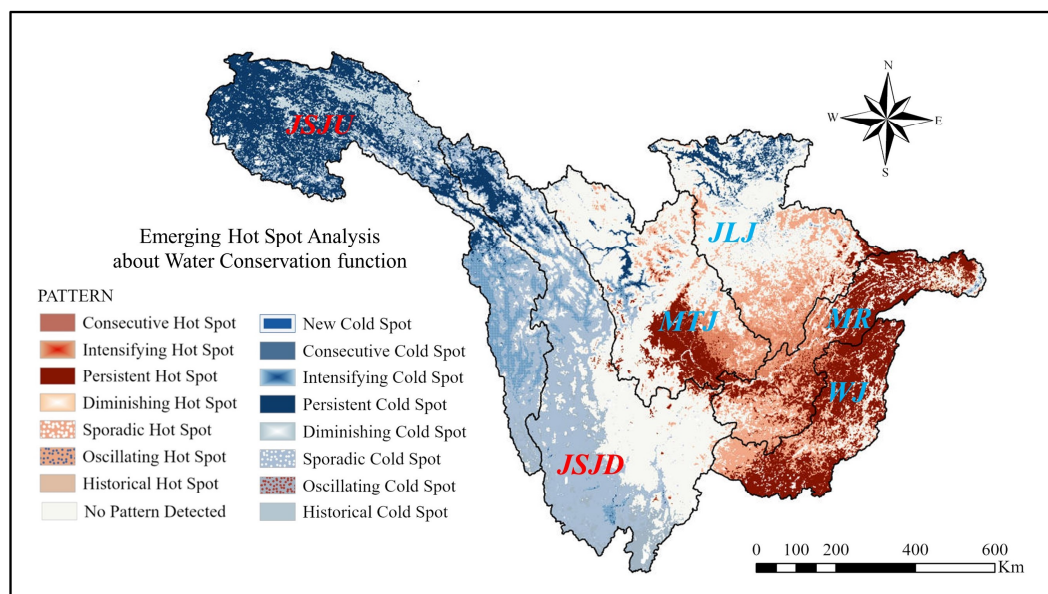 N
W
E
S
JSJU
JLJ
MTJ
MR
WJ
JSJD
Emerging Hot Spot Analysis
about Water Conservation function
PATTERN
Consecutive Hot Spot
Intensifying Hot Spot
Persistent Hot Spot
Diminishing Hot Spot
Sporadic Hot Spot
Oscillating Hot Spot
Historical Hot Spot
No Pattern Detected
New Cold Spot
Consecutive Cold Spot
Intensifying Cold Spot
Persistent Cold Spot
Diminishing Cold Spot
Sporadic Cold Spot
Oscillating Cold Spot
Historical Cold Spot
0 100 200 400 600
Km